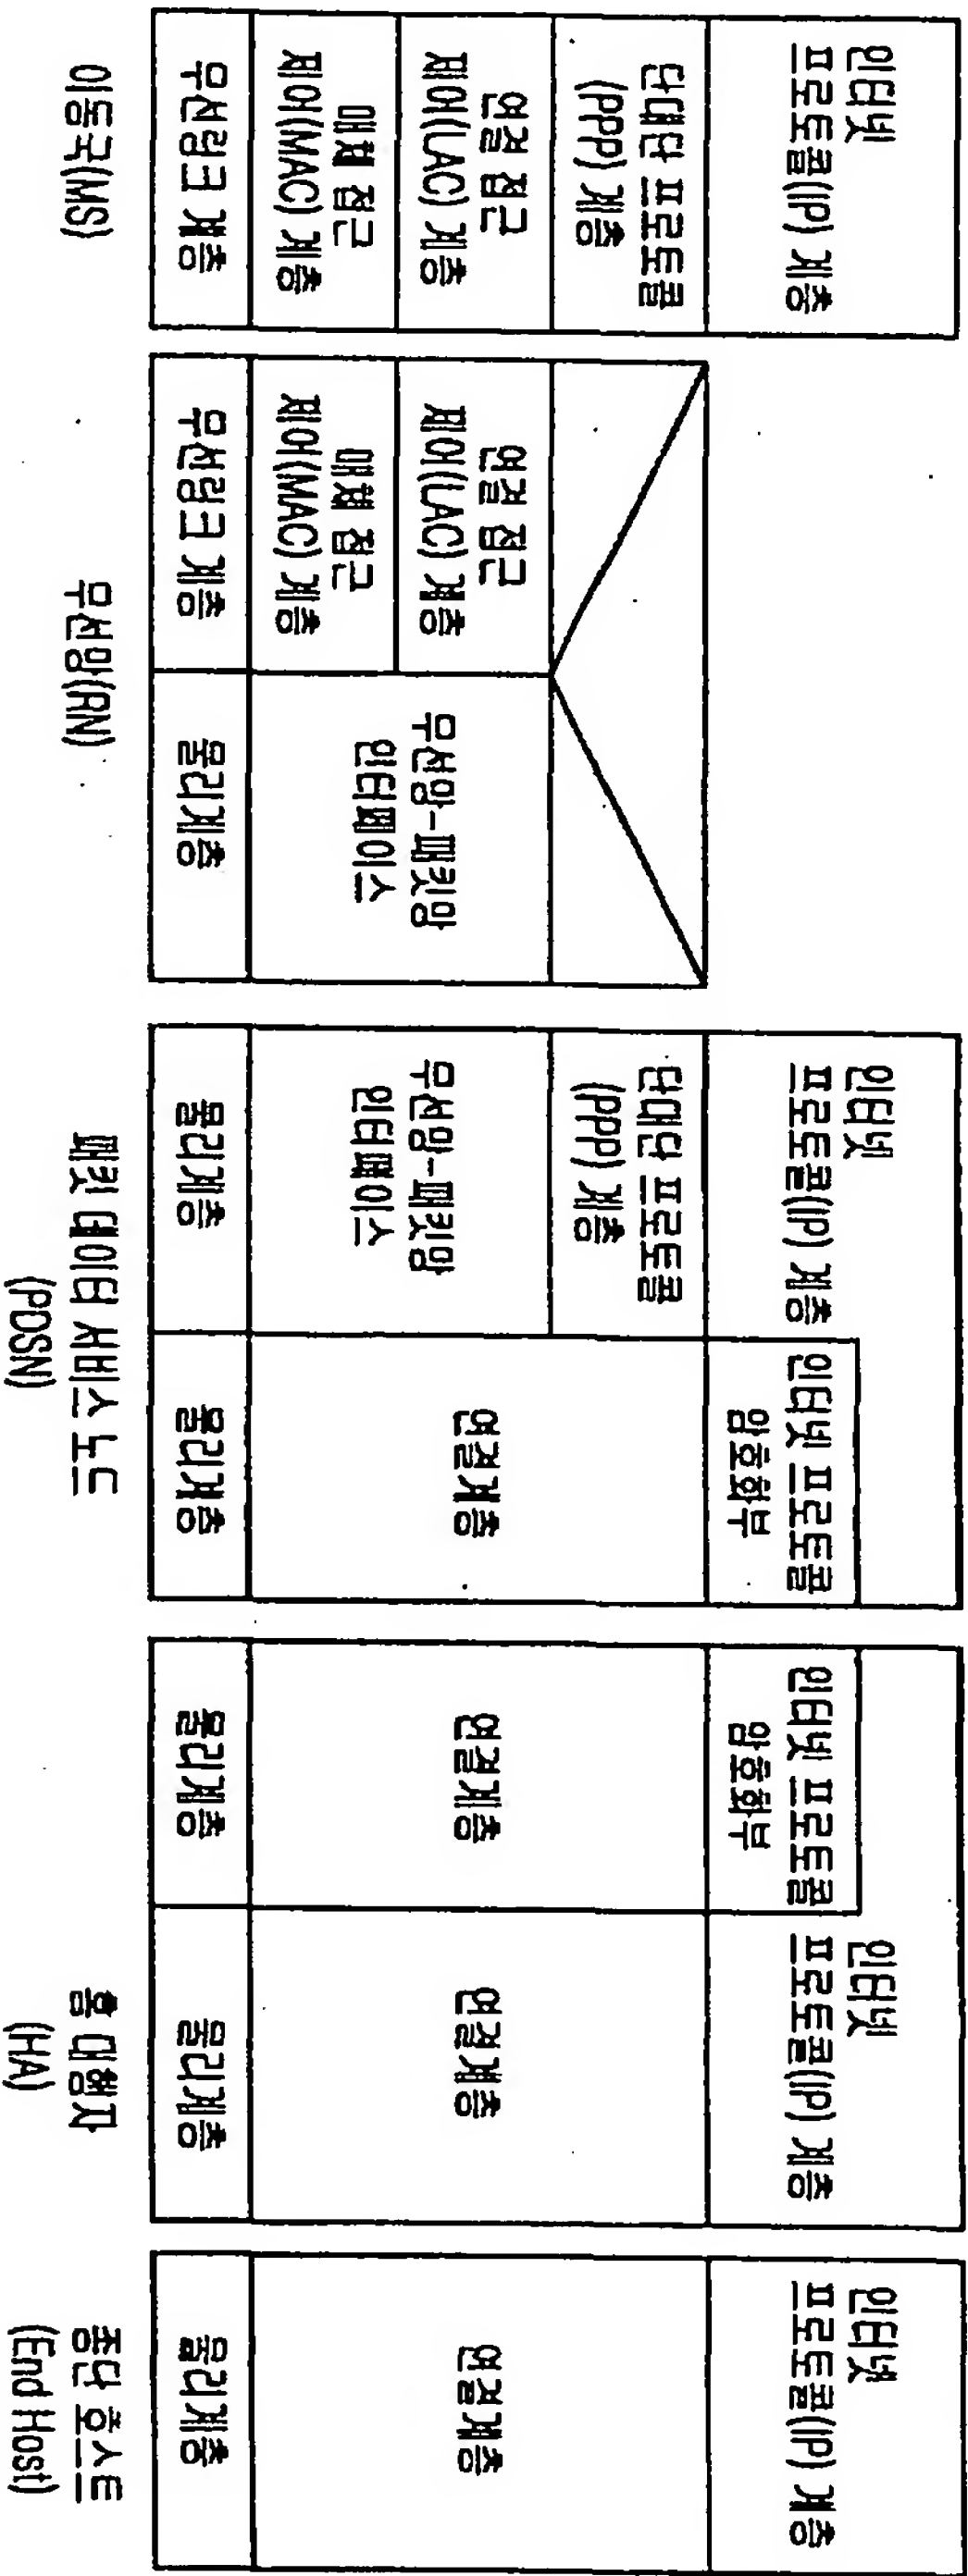 인터넷
프로토콜(IP) 계층
단대단 프로토콜
(PPP) 계층
연결 접근
제어(LAC) 계층
매체 접근
제어(MAC) 계층
무선링크 계층
이동국(MS)
연결 접근
제어(LAC) 계층
매체 접근
제어(MAC) 계층
무선링크 계층
무선망-패킷망
인터페이스
물리계층
무선망(RN)
인터넷
프로토콜(IP) 계층
단대단 프로토콜
(PPP) 계층
무선망-패킷망
인터페이스
물리계층
인터넷 프로토콜
암호화부
연결계층
물리계층
패킷 데이터 서비스 노드
(PDSN)
인터넷 프로토콜
암호화부
연결계층
물리계층
인터넷
프로토콜(IP) 계층
연결계층
물리계층
홈 대행자
(HA)
인터넷
프로토콜(IP) 계층
연결계층
물리계층
종단 호스트
(End Host)